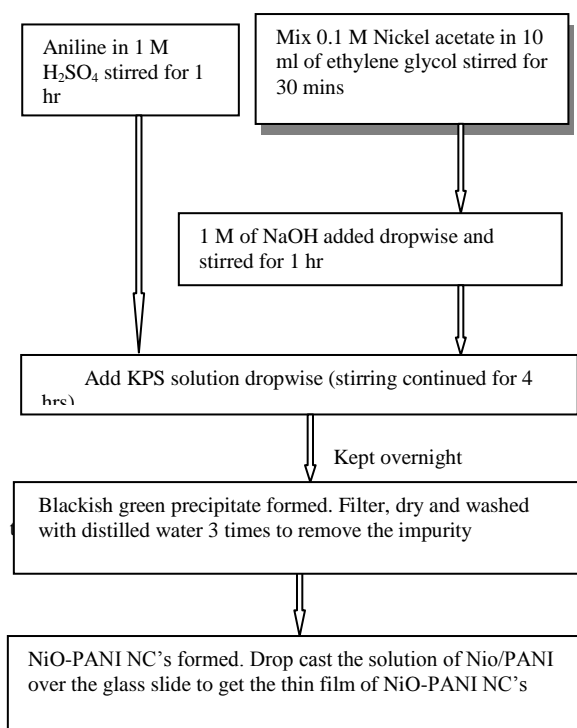 Aniline in 1 M
H₂SO₄ stirred for 1
hr
Mix 0.1 M Nickel acetate in 10
ml of ethylene glycol stirred for
30 mins
1 M of NaOH added dropwise and
stirred for 1 hr
Add KPS solution dropwise (stirring continued for 4
hrs)
Kept overnight
Blackish green precipitate formed. Filter, dry and washed
with distilled water 3 times to remove the impurity
NiO-PANI NC’s formed. Drop cast the solution of Nio/PANI
over the glass slide to get the thin film of NiO-PANI NC’s